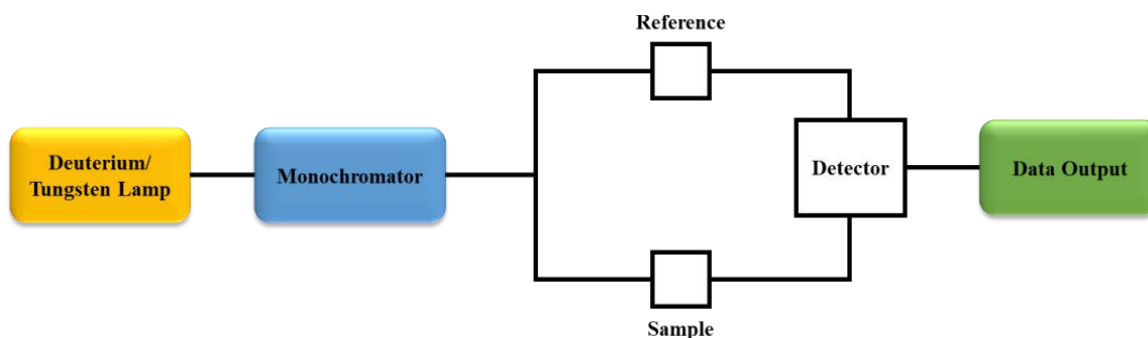 Reference
Deuterium/
Tungsten Lamp
Monochromator
Detector
Data Output
Sample